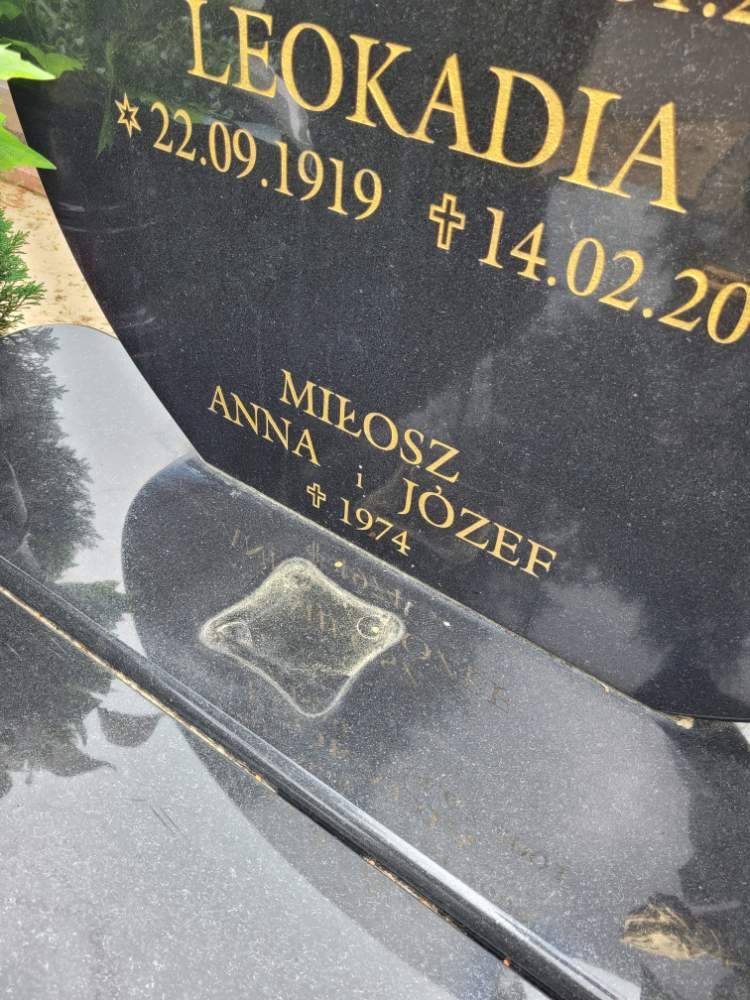 LEOKADIA
22.09.1919 14.02.20
MIŁOSZ
ANNA i JÓZEF
1974